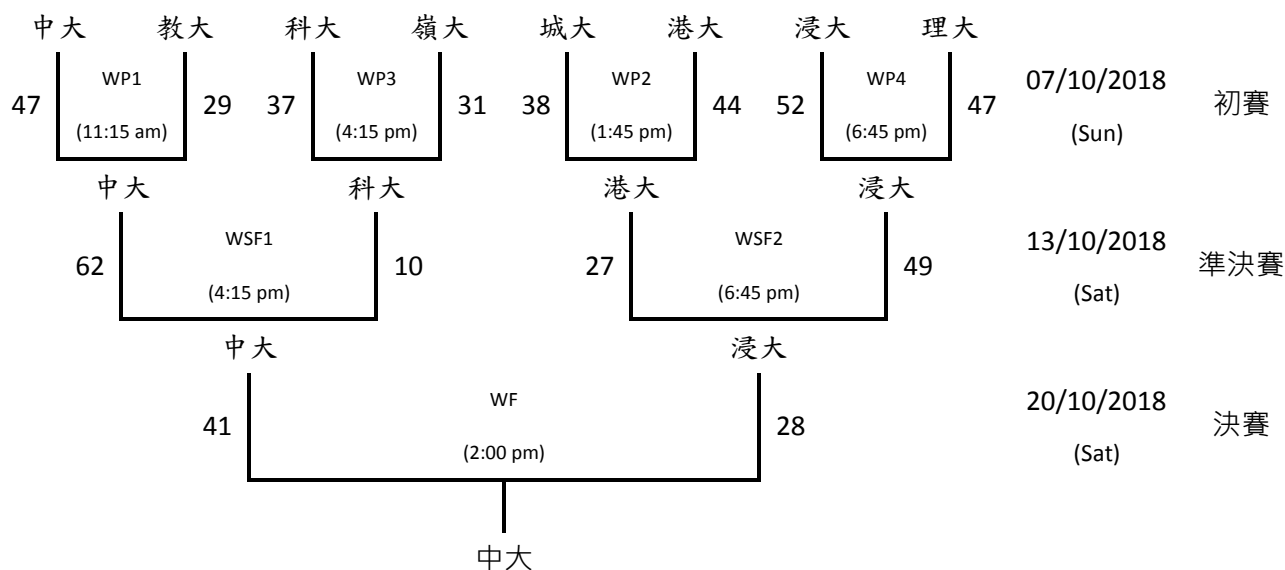 中大 教大 科大 嶺大 城大 港大 浸大 理大
WP1 WP3 WP2 WP4 07/10/2018
47 29 37 31 38 44 52 47 初賽
(11:15 am) (4:15 pm) (1:45 pm) (6:45 pm) (Sun)
中大 科大 港大 浸大
WSF1 WSF2 13/10/2018
62 10 27 49 準決賽
(4:15 pm) (6:45 pm) (Sat)
中大 浸大
WF 20/10/2018
41 28 決賽
(2:00 pm) (Sat)
中大